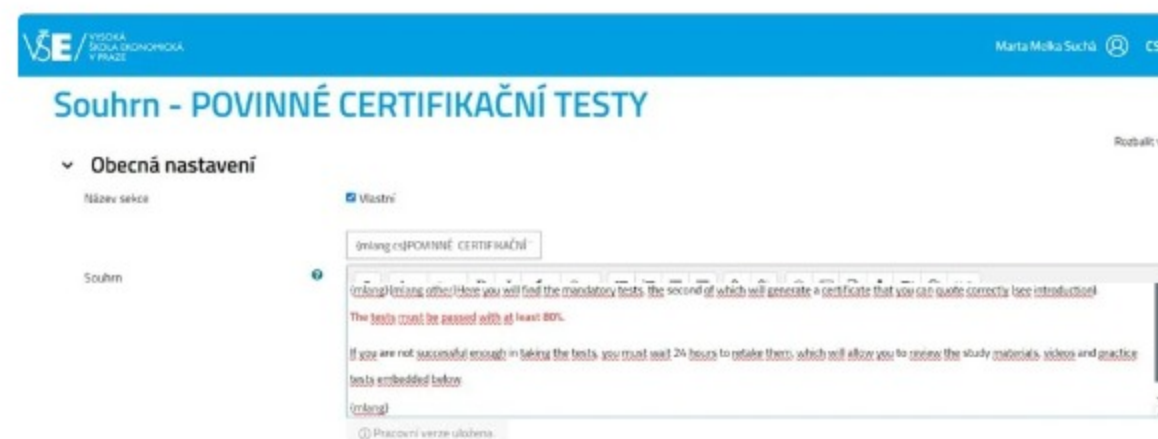 VŠE / VYSOKÁ
ŠKOLA EKONOMICKÁ
V PRAZE
Marta Melka Suchá CS
Souhrn - POVINNÉ CERTIFIKAČNÍ TESTY
Rozbalit
Obecná nastavení
Název sekce
Vlastní
{mlang cs}POVINNÉ CERTIFIKAČNÍ
Souhrn
{mlang}{mlang other}Here you will find the mandatory tests, the second of which will generate a certificate that you can quote correctly (see introduction).
The tests must be passed with at least 80%.
If you are not successful enough in taking the tests, you must wait 24 hours to retake them, which will allow you to review the study materials, videos and practice
tests embedded below.
{mlang}
Pracovní verze uložena.